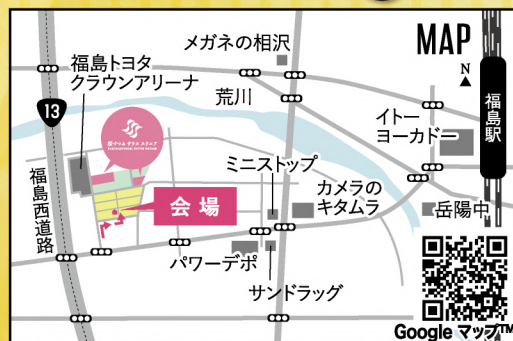 メガネの相沢
MAP
N
福島トヨタ
クラウンアリーナ
荒川
13
イトー
ヨーカドー
福島駅
福島西道路
ミニストップ
会場
カメラの
キタムラ
岳陽中
パワーデポ
サンドラッグ
Google マップ™